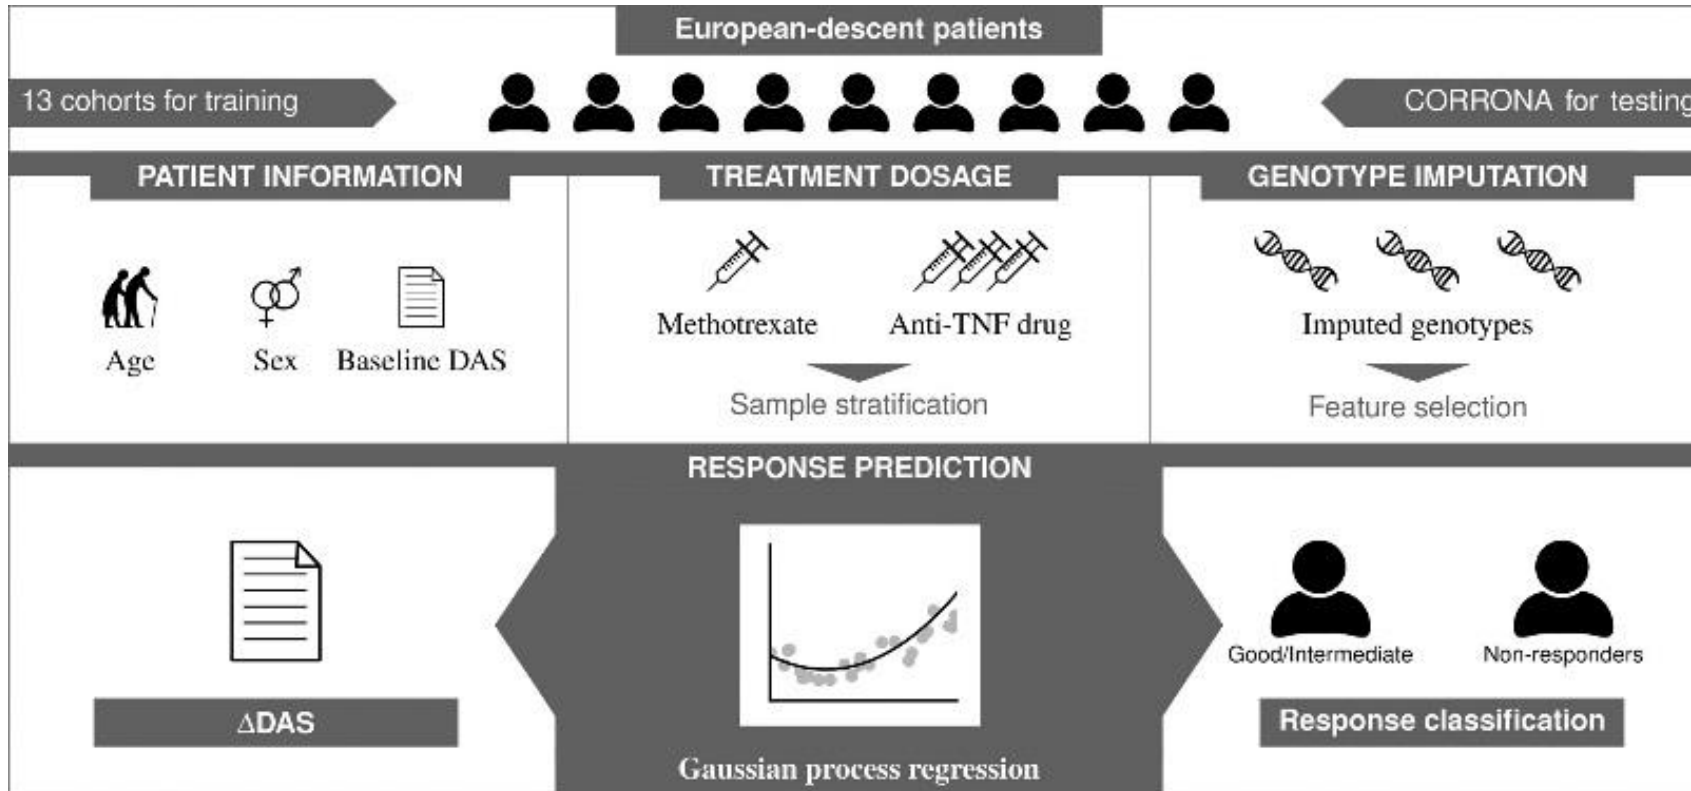 European-descent patients
13 cohorts for training
CORRONA for testing
PATIENT INFORMATION
TREATMENT DOSAGE
GENOTYPE IMPUTATION
Methotrexate
Anti-TNF drug
Imputed genotypes
Age
Sex
Baseline DAS
Sample stratification
Feature selection
RESPONSE PREDICTION
Good/Intermediate
Non-responders
ΔDAS
Response classification
Gaussian process regression